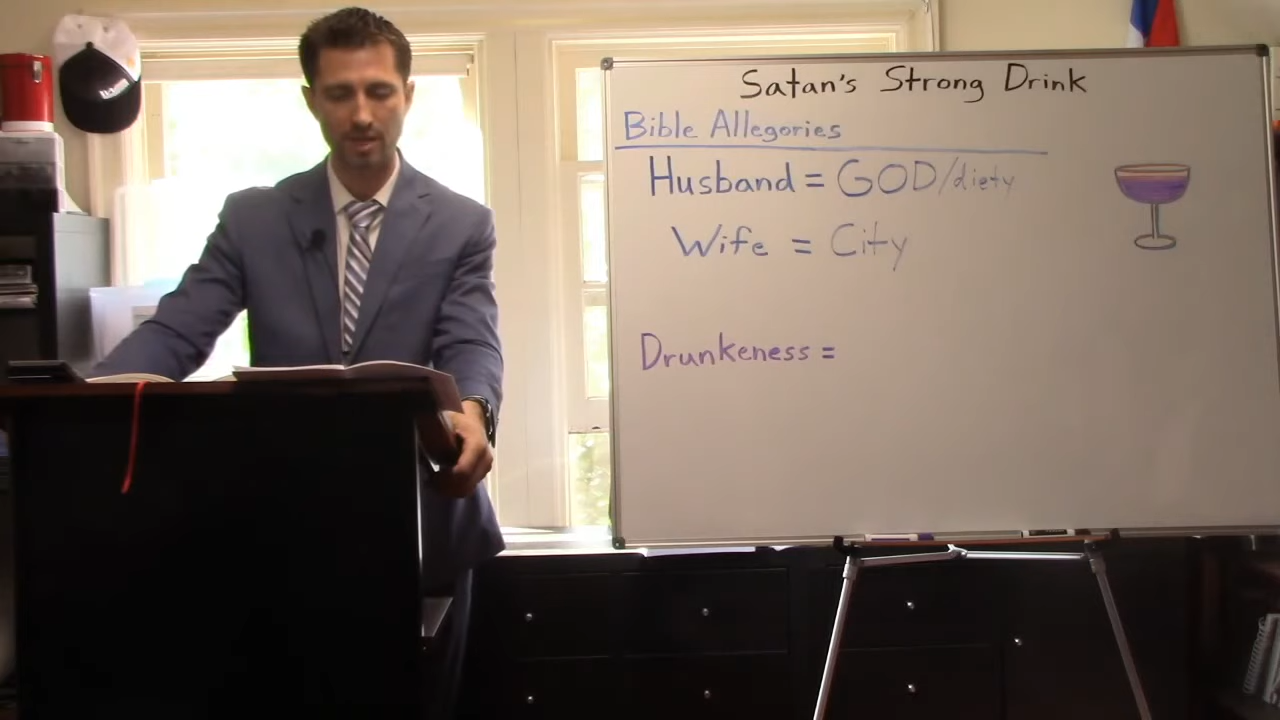 Satan's Strong Drink
Bible Allegories
Husband = GOD/diety
Wife = City
Drunkeness =